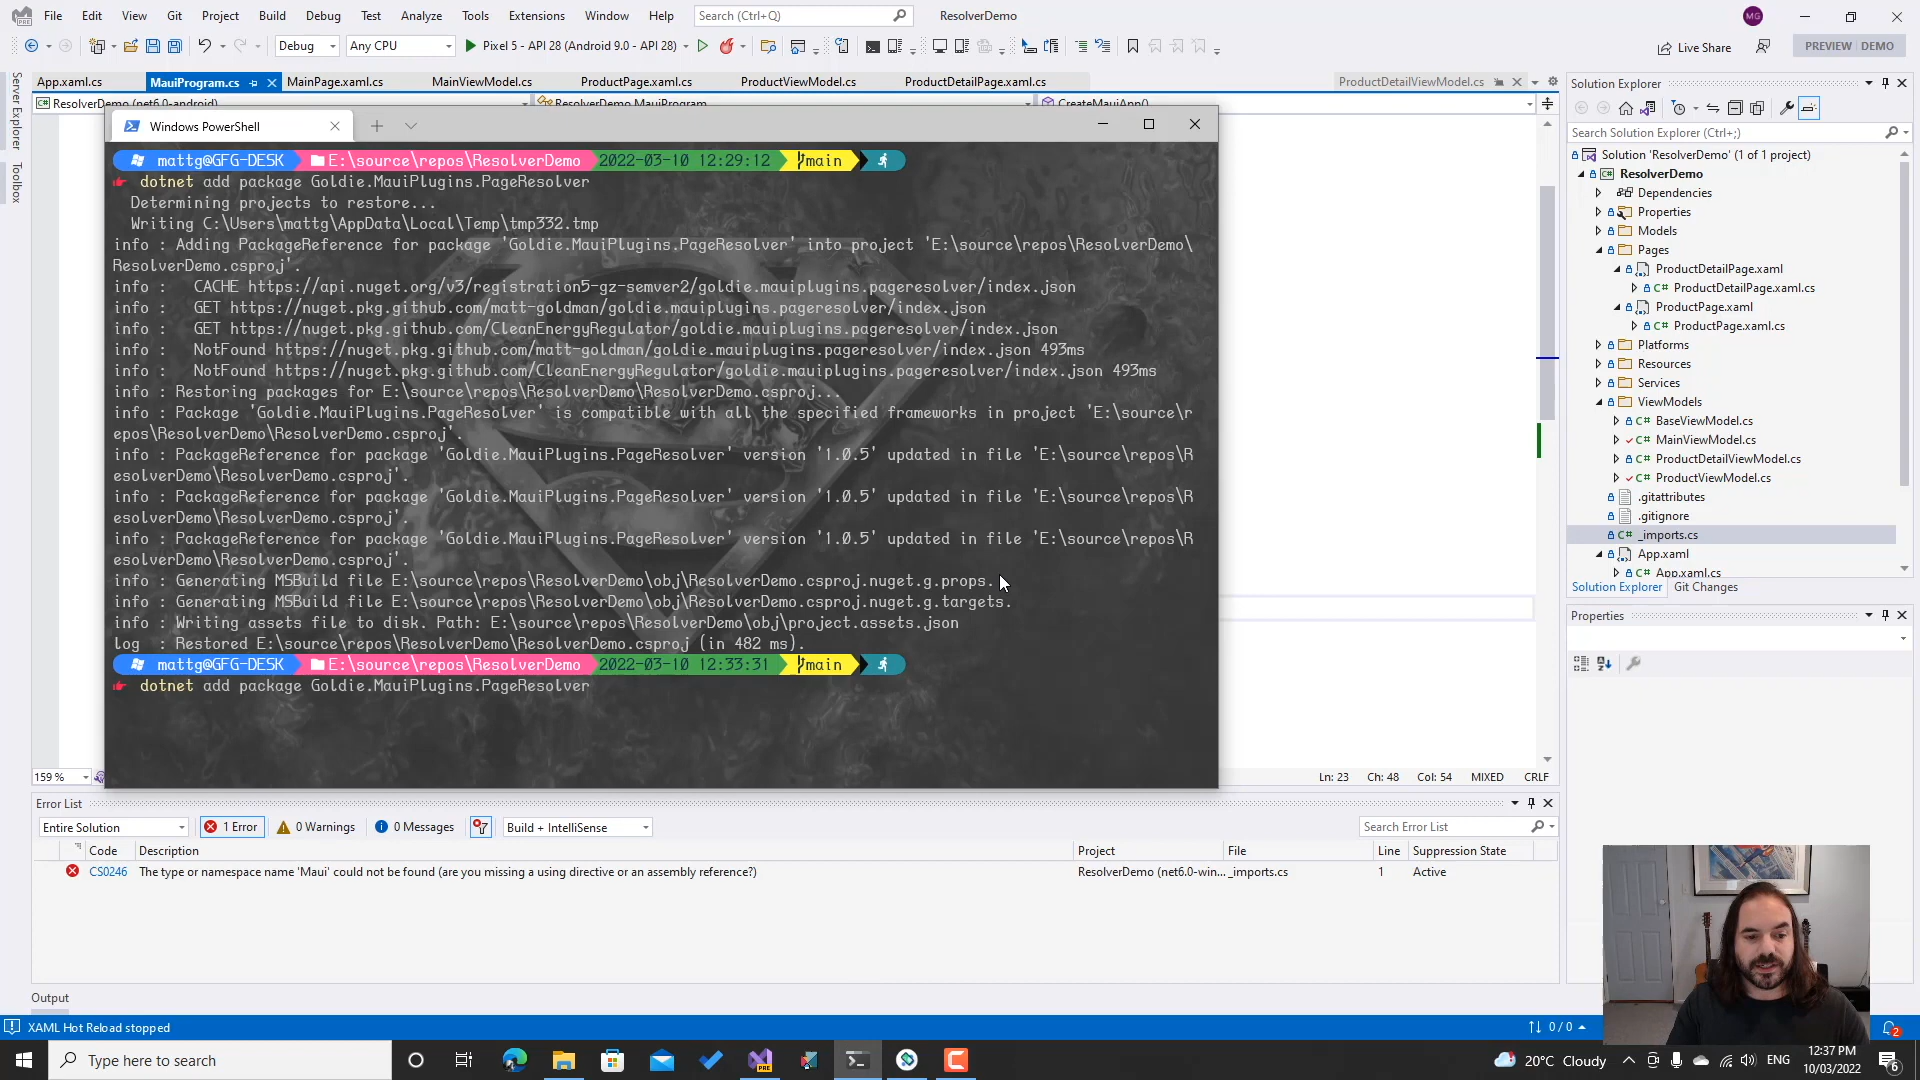 File Edit View Git Project Build Debug Test Analyze Tools Extensions Window Help Search (Ctrl+Q) ResolverDemo MG
Debug Any CPU Pixel 5 - API 28 (Android 9.0 - API 28) Live Share PREVIEW DEMO
App.xaml.cs MauiProgram.cs MainPage.xaml.cs MainViewModel.cs ProductPage.xaml.cs ProductViewModel.cs ProductDetailPage.xaml.cs ProductDetailViewModel.cs
ResolverDemo (net6.0-android) ResolverDemo.MauiProgram CreateMauiApp()
Server Explorer
Toolbox
Windows PowerShell
mattg@GFG-DESK E:\source\repos\ResolverDemo 2022-03-10 12:29:12 main
dotnet add package Goldie.MauiPlugins.PageResolver
Determining projects to restore...
Writing C:\Users\mattg\AppData\Local\Temp\tmp332.tmp
info : Adding PackageReference for package 'Goldie.MauiPlugins.PageResolver' into project 'E:\source\repos\ResolverDemo\
ResolverDemo.csproj'.
info :   CACHE https://api.nuget.org/v3/registration5-gz-semver2/goldie.mauiplugins.pageresolver/index.json
info :   GET https://nuget.pkg.github.com/matt-goldman/goldie.mauiplugins.pageresolver/index.json
info :   GET https://nuget.pkg.github.com/CleanEnergyRegulator/goldie.mauiplugins.pageresolver/index.json
info :   NotFound https://nuget.pkg.github.com/matt-goldman/goldie.mauiplugins.pageresolver/index.json 493ms
info :   NotFound https://nuget.pkg.github.com/CleanEnergyRegulator/goldie.mauiplugins.pageresolver/index.json 493ms
info : Restoring packages for E:\source\repos\ResolverDemo\ResolverDemo.csproj...
info : Package 'Goldie.MauiPlugins.PageResolver' is compatible with all the specified frameworks in project 'E:\source\r
epos\ResolverDemo\ResolverDemo.csproj'.
info : PackageReference for package 'Goldie.MauiPlugins.PageResolver' version '1.0.5' updated in file 'E:\source\repos\R
esolverDemo\ResolverDemo.csproj'.
info : PackageReference for package 'Goldie.MauiPlugins.PageResolver' version '1.0.5' updated in file 'E:\source\repos\R
esolverDemo\ResolverDemo.csproj'.
info : PackageReference for package 'Goldie.MauiPlugins.PageResolver' version '1.0.5' updated in file 'E:\source\repos\R
esolverDemo\ResolverDemo.csproj'.
info : Generating MSBuild file E:\source\repos\ResolverDemo\obj\ResolverDemo.csproj.nuget.g.props.
info : Generating MSBuild file E:\source\repos\ResolverDemo\obj\ResolverDemo.csproj.nuget.g.targets.
info : Writing assets file to disk. Path: E:\source\repos\ResolverDemo\obj\project.assets.json
log  : Restored E:\source\repos\ResolverDemo\ResolverDemo.csproj (in 482 ms).
mattg@GFG-DESK E:\source\repos\ResolverDemo 2022-03-10 12:33:31 main
dotnet add package Goldie.MauiPlugins.PageResolver
159 % Ln: 23 Ch: 48 Col: 54 MIXED CRLF
Solution Explorer
Search Solution Explorer (Ctrl+;)
Solution 'ResolverDemo' (1 of 1 project)
ResolverDemo
Dependencies
Properties
Models
Pages
ProductDetailPage.xaml
ProductDetailPage.xaml.cs
ProductPage.xaml
ProductPage.xaml.cs
Platforms
Resources
Services
ViewModels
BaseViewModel.cs
MainViewModel.cs
ProductDetailViewModel.cs
ProductViewModel.cs
.gitattributes
.gitignore
_imports.cs
App.xaml
App.xaml.cs
Solution Explorer Git Changes
Properties
Error List
Entire Solution 1 Error 0 Warnings 0 Messages Build + IntelliSense Search Error List
Code Description Project File Line Suppression State
CS0246 The type or namespace name 'Maui' could not be found (are you missing a using directive or an assembly reference?) ResolverDemo (net6.0-win... _imports.cs 1 Active
Output
XAML Hot Reload stopped 0 / 0 2
Type here to search PRE 20°C Cloudy ENG 12:37 PM 6
10/03/2022